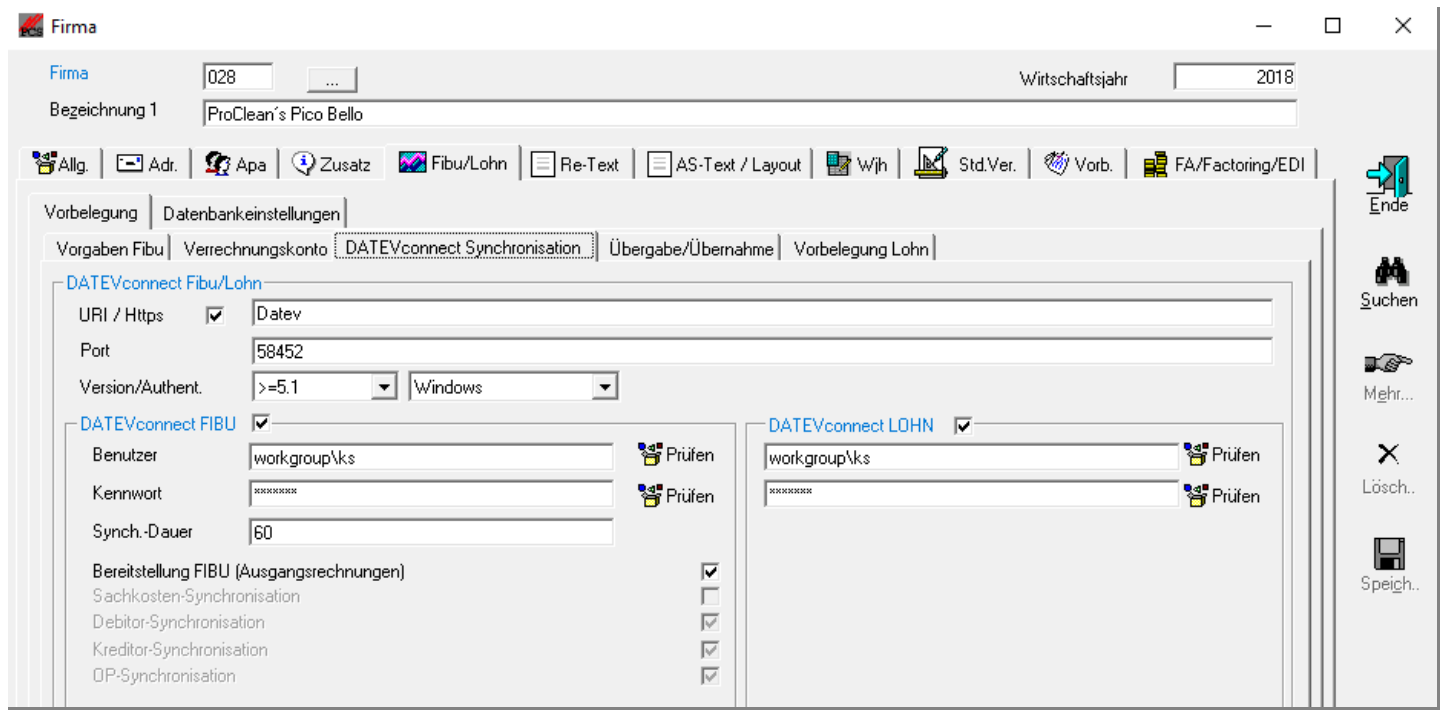 PCS Firma
Firma 028 ... Wirtschaftsjahr 2018
Bezeichnung 1 ProClean´s Pico Bello
Allg. Adr. Apa Zusatz Fibu/Lohn Re-Text AS-Text / Layout Wjh Std.Ver. Vorb. FA/Factoring/EDI
Ende
Vorbelegung Datenbankeinstellungen
Vorgaben Fibu Verrechnungskonto DATEVconnect Synchronisation Übergabe/Übernahme Vorbelegung Lohn
DATEVconnect Fibu/Lohn
URI / Https Datev
Suchen
Port 58452
Version/Authent. >=5.1 Windows
Mehr...
DATEVconnect FIBU DATEVconnect LOHN
Benutzer workgroup\ks Prüfen workgroup\ks Prüfen
Kennwort ******* Prüfen ******* Prüfen
Lösch..
Synch.-Dauer 60
Bereitstellung FIBU (Ausgangsrechnungen)
Speich..
Sachkosten-Synchronisation
Debitor-Synchronisation
Kreditor-Synchronisation
OP-Synchronisation